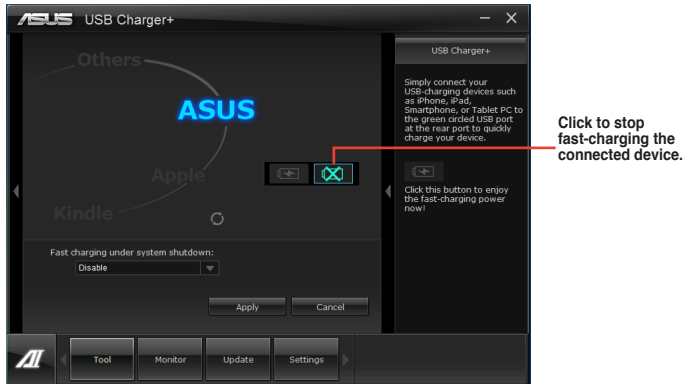 ASUS USB Charger+
Others
ASUS
Apple
Kindle
Fast charging under system shutdown:
Disable
Apply
Cancel
USB Charger+
Simply connect your
USB-charging devices such
as iPhone, iPad,
Smartphone, or Tablet PC to
the green circled USB port
at the rear port to quickly
charge your device.
Click this button to enjoy
the fast-charging power
now!
Click to stop
fast-charging the
connected device.
Tool
Monitor
Update
Settings